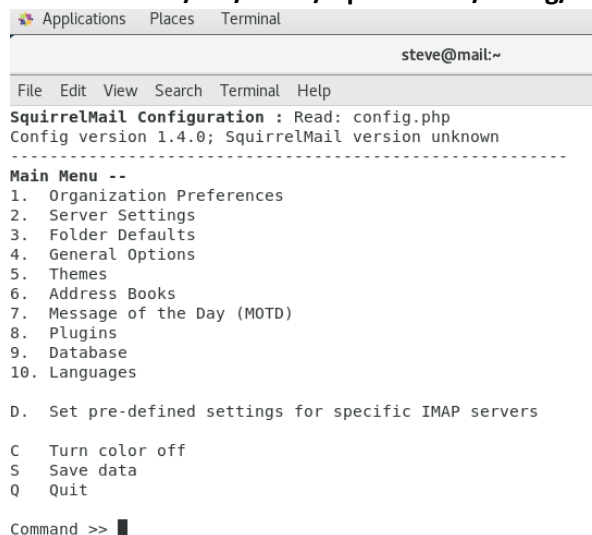 Applications Places Terminal
steve@mail:~
File Edit View Search Terminal Help
SquirrelMail Configuration : Read: config.php
Config version 1.4.0; SquirrelMail version unknown
---------------------------------------------------------
Main Menu --
1. Organization Preferences
2. Server Settings
3. Folder Defaults
4. General Options
5. Themes
6. Address Books
7. Message of the Day (MOTD)
8. Plugins
9. Database
10. Languages
D. Set pre-defined settings for specific IMAP servers
C Turn color off
S Save data
Q Quit
Command >>